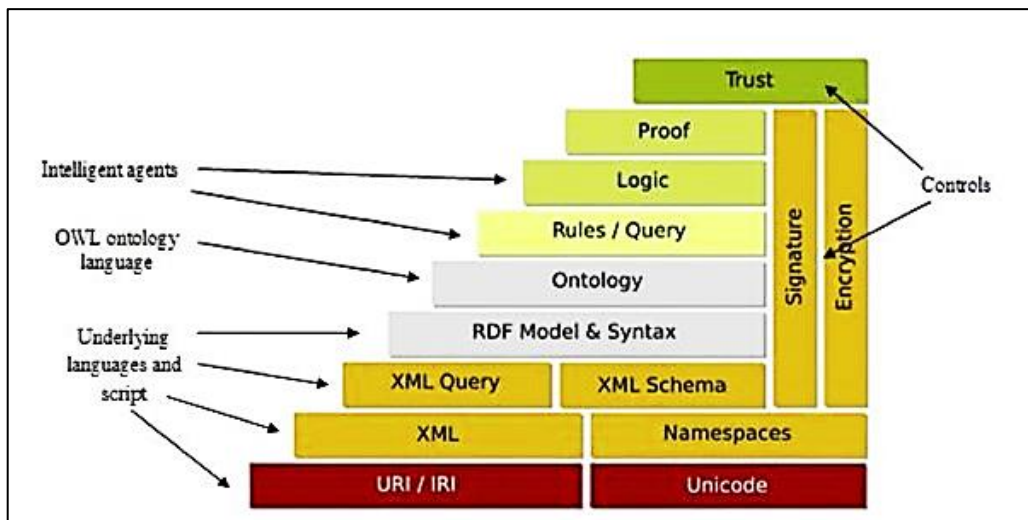 Trust
Proof
Intelligent agents
Logic
Controls
Rules / Query
Signature
Encryption
OWL ontology
language
Ontology
RDF Model & Syntax
Underlying
languages and
script
XML Query
XML Schema
XML
Namespaces
URI / IRI
Unicode